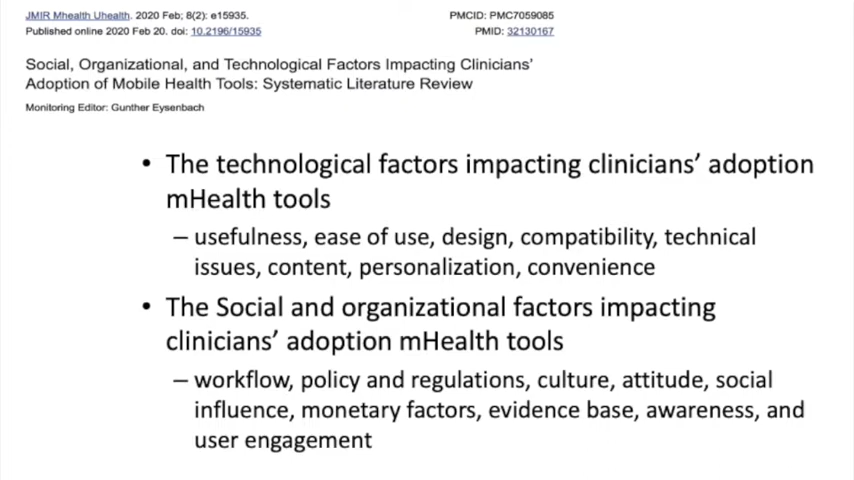 JMIR Mhealth Uhealth. 2020 Feb; 8(2): e15935.
PMCID: PMC7059085
Published online 2020 Feb 20. doi: 10.2196/15935
PMID: 32130167
Social, Organizational, and Technological Factors Impacting Clinicians'
Adoption of Mobile Health Tools: Systematic Literature Review
Monitoring Editor: Gunther Eysenbach
• The technological factors impacting clinicians' adoption
mHealth tools
– usefulness, ease of use, design, compatibility, technical
issues, content, personalization, convenience
• The Social and organizational factors impacting
clinicians' adoption mHealth tools
– workflow, policy and regulations, culture, attitude, social
influence, monetary factors, evidence base, awareness, and
user engagement